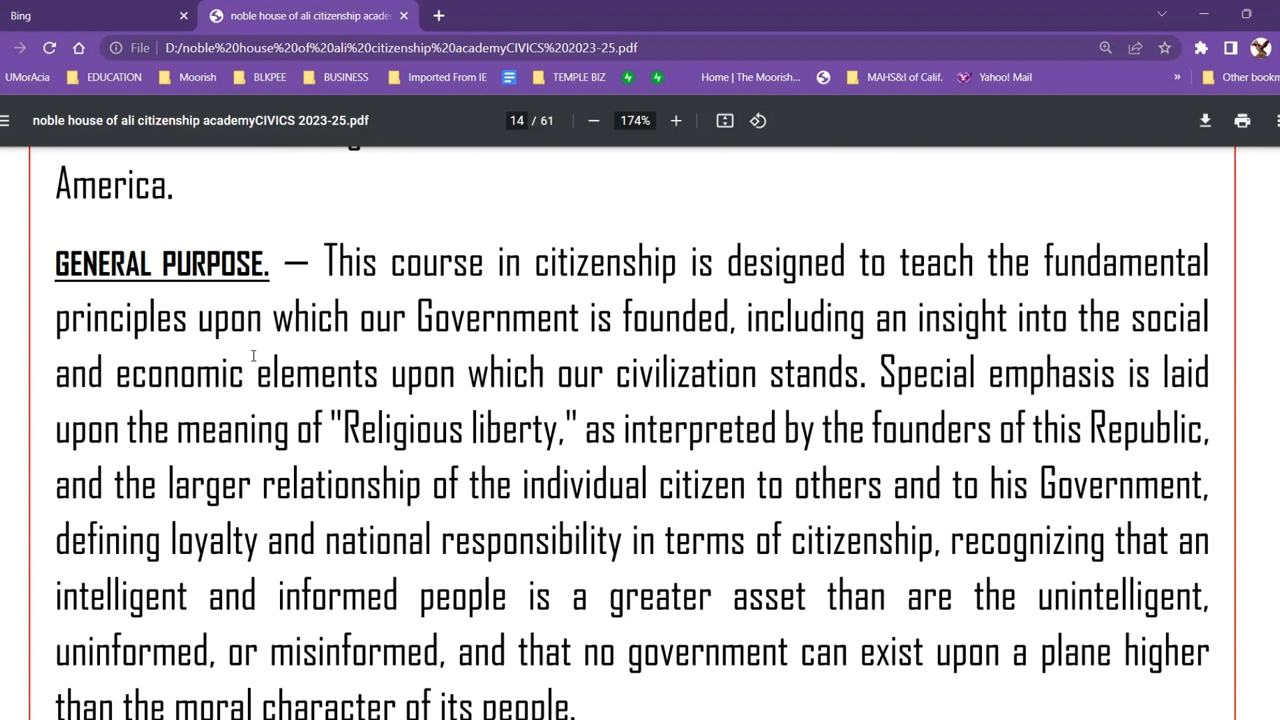 Bing
noble house of ali citizenship acade
File
D:/noble%20house%20of%20ali%20citizenship%20academyCIVICS%202023-25.pdf
UMorAcia EDUCATION Moorish BLKPEE BUSINESS Imported From IE TEMPLE BIZ Home | The Moorish... MAHS&I of Calif. Yahoo! Mail » Other bookm
noble house of ali citizenship academyCIVICS 2023-25.pdf 14 / 61 — 174% +
America.
GENERAL PURPOSE. — This course in citizenship is designed to teach the fundamental
principles upon which our Government is founded, including an insight into the social
and economic elements upon which our civilization stands. Special emphasis is laid
upon the meaning of "Religious liberty," as interpreted by the founders of this Republic,
and the larger relationship of the individual citizen to others and to his Government,
defining loyalty and national responsibility in terms of citizenship, recognizing that an
intelligent and informed people is a greater asset than are the unintelligent,
uninformed, or misinformed, and that no government can exist upon a plane higher
than the moral character of its people.